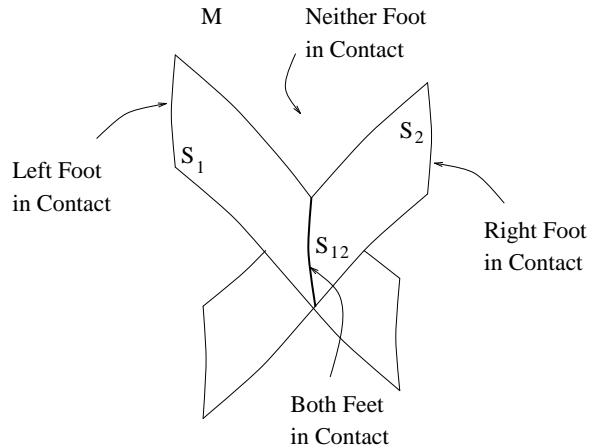 M
Neither Foot
in Contact
S2
S1
Left Foot
in Contact
Right Foot
in Contact
S12
Both Feet
in Contact